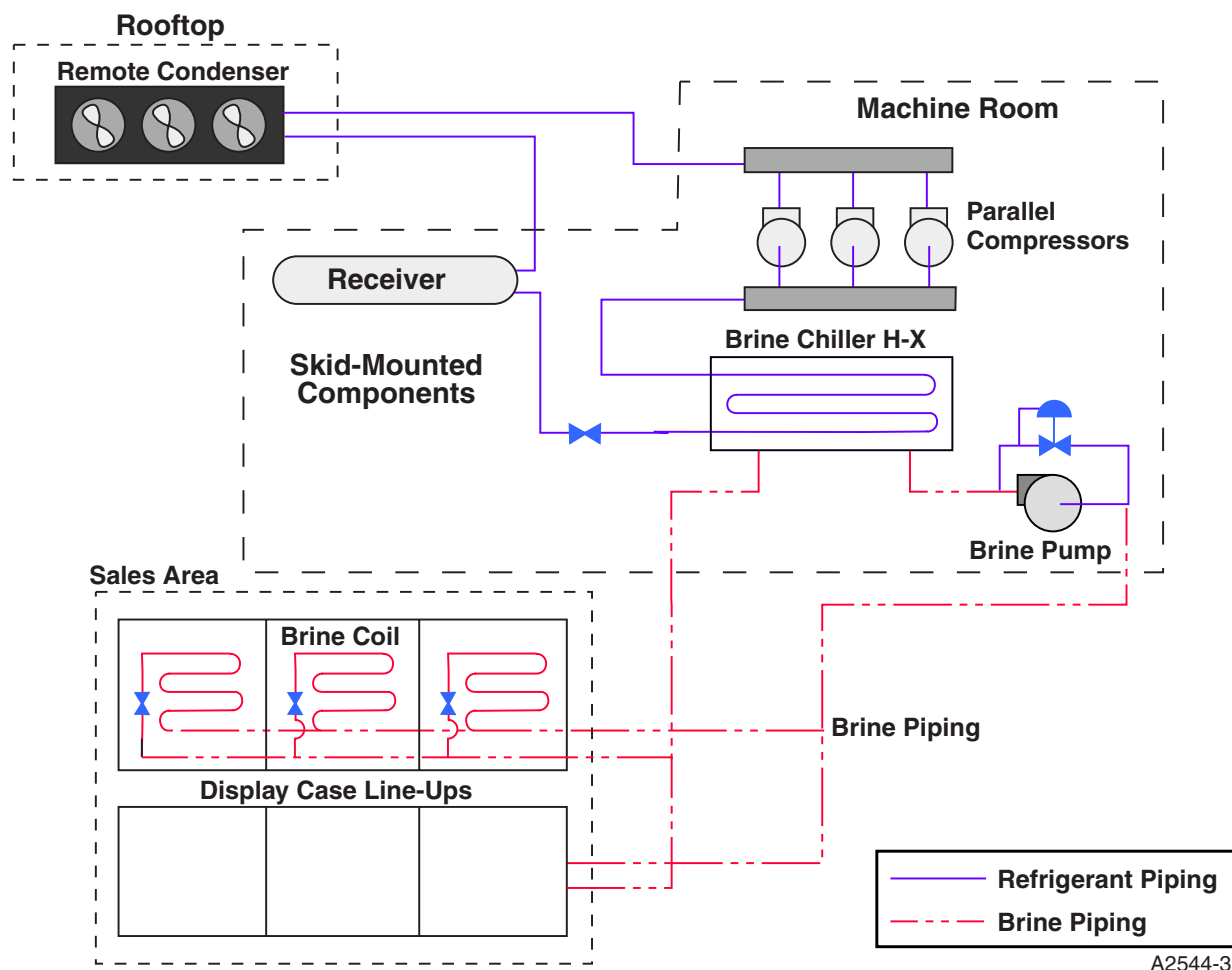 Rooftop
Remote Condenser
Machine Room
Parallel
Compressors
Receiver
Brine Chiller H-X
Skid-Mounted
Components
Brine Pump
Sales Area
Brine Coil
Brine Piping
Display Case Line-Ups
Refrigerant Piping
Brine Piping
A2544-3